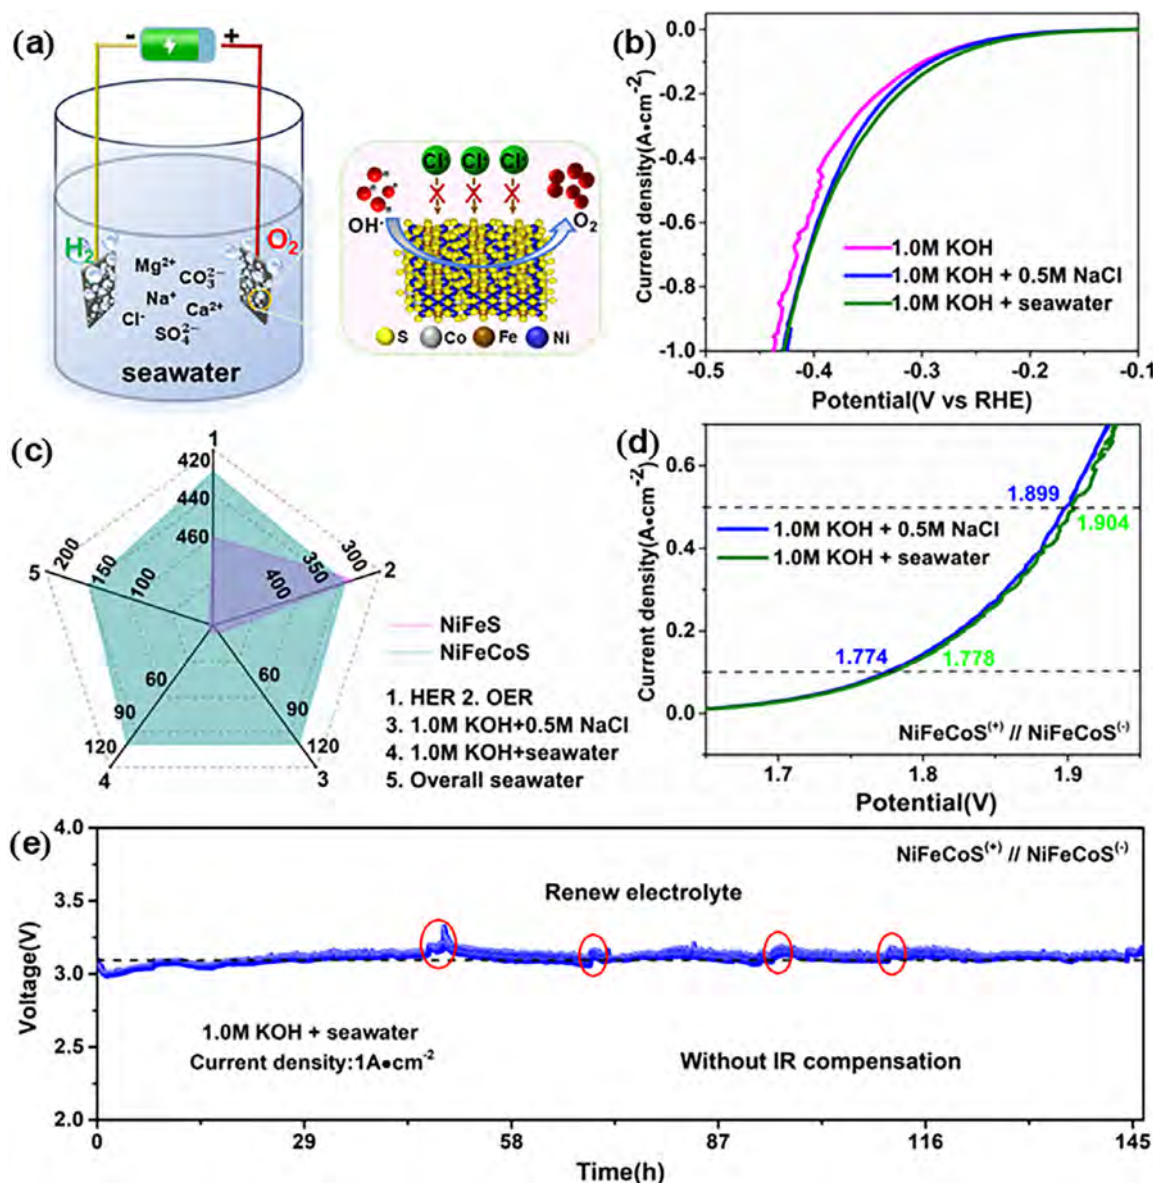 (a)
-
+
H₂
O₂
Mg²⁺
CO₃²⁻
Na⁺
Ca²⁺
Cl⁻
SO₄²⁻
seawater
Cl⁻ Cl⁻ Cl⁻
OH⁻
O₂
S Co Fe Ni
(b)
Current density(A•cm⁻²)
0.0
-0.2
-0.4
-0.6
-0.8
-1.0
1.0M KOH
1.0M KOH + 0.5M NaCl
1.0M KOH + seawater
-0.5 -0.4 -0.3 -0.2 -0.1
Potential(V vs RHE)
(c)
1
420
440
460
2
300
350
400
5
200
150
100
60
90
120
4
60
90
120
3
NiFeS
NiFeCoS
1. HER 2. OER
3. 1.0M KOH+0.5M NaCl
4. 1.0M KOH+seawater
5. Overall seawater
(d)
Current density(A•cm⁻²)
0.6
0.4
0.2
0.0
1.899
1.904
1.0M KOH + 0.5M NaCl
1.0M KOH + seawater
1.774
1.778
NiFeCoS⁽⁺⁾ // NiFeCoS⁽⁻⁾
1.7 1.8 1.9
Potential(V)
(e)
Voltage(V)
4.0
3.5
3.0
2.5
2.0
NiFeCoS⁽⁺⁾ // NiFeCoS⁽⁻⁾
Renew electrolyte
1.0M KOH + seawater
Current density:1A•cm⁻²
Without IR compensation
0 29 58 87 116 145
Time(h)